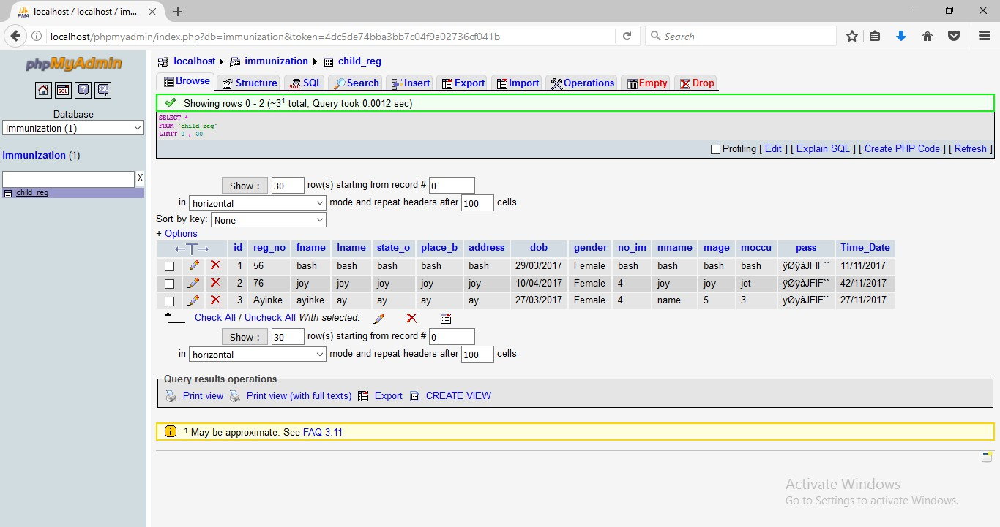 localhost / localhost / im...
localhost/phpmyadmin/index.php?db=immunization&token=4dc5de74bba3bb7c04f9a02736cf041b
Search
phpMyAdmin
Database
immunization (1)
immunization (1)
X
child_reg
localhost immunization child_reg
Browse Structure SQL Search Insert Export Import Operations Empty Drop
Showing rows 0 - 2 (~3¹ total, Query took 0.0012 sec)
SELECT *
FROM `child_reg`
LIMIT 0 , 30
Profiling [ Edit ] [ Explain SQL ] [ Create PHP Code ] [ Refresh ]
Show : 30 row(s) starting from record # 0
in horizontal mode and repeat headers after 100 cells
Sort by key: None
+ Options
←T→ id reg_no fname lname state_o place_b address dob gender no_im mname mage moccu pass Time_Date
1 56 bash bash bash bash bash 29/03/2017 Female bash bash bash bash ÿØÿàJFIF`` 11/11/2017
2 76 joy joy joy joy joy 10/04/2017 Female 4 joy joy jot ÿØÿàJFIF`` 42/11/2017
3 Ayinke ayinke ay ay ay ay 27/03/2017 Female 4 name 5 3 ÿØÿàJFIF`` 27/11/2017
Check All / Uncheck All With selected:
Show : 30 row(s) starting from record # 0
in horizontal mode and repeat headers after 100 cells
Query results operations
Print view Print view (with full texts) Export CREATE VIEW
¹ May be approximate. See FAQ 3.11
Activate Windows
Go to Settings to activate Windows.